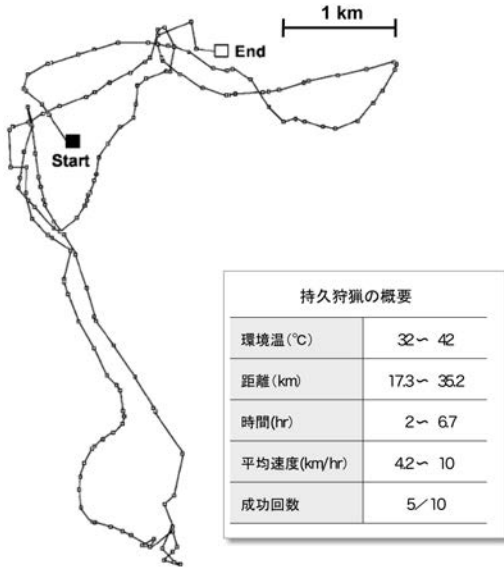 1 km
End
Start
持久狩猟の概要
環境温(℃) 32〜 42
距離(km) 17.3〜 35.2
時間(hr) 2〜 6.7
平均速度(km/hr) 4.2〜 10
成功回数 5/10